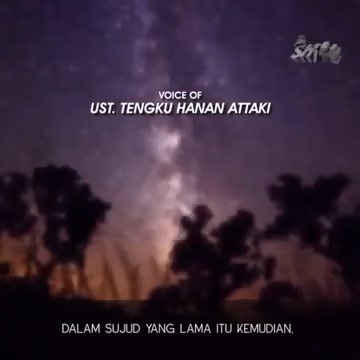 VOICE OF
UST. TENGKU HANAN ATTAKI
DALAM SUJUD YANG LAMA ITU KEMUDIAN,